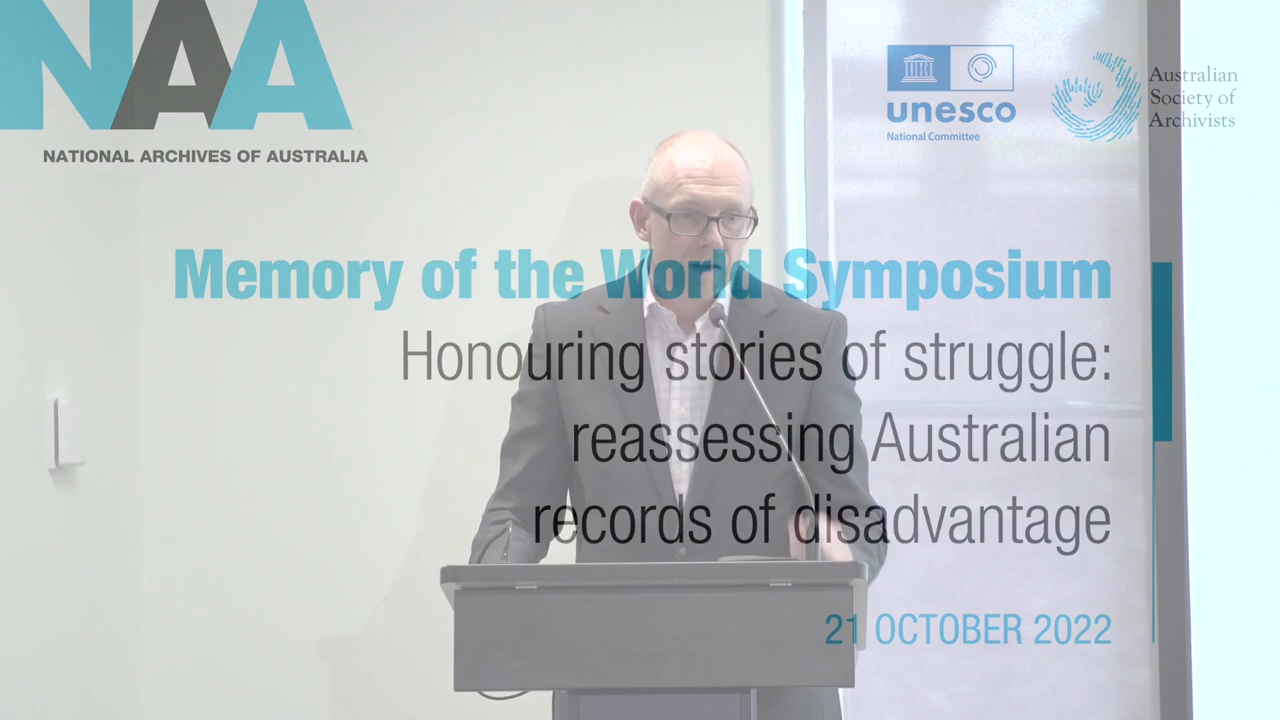 NAA
NATIONAL ARCHIVES OF AUSTRALIA
unesco
National Committee
Australian
Society of
Archivists
Memory of the World Symposium
Honouring stories of struggle:
reassessing Australian
records of disadvantage
21 OCTOBER 2022